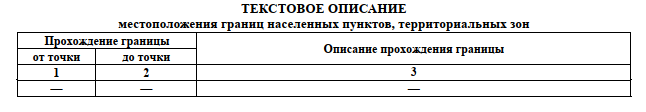 ТЕКСТОВОЕ ОПИСАНИЕ
местоположения границ населенных пунктов, территориальных зон
Прохождение границы
Описание прохождения границы
от точки до точки
1 2 3
— — —